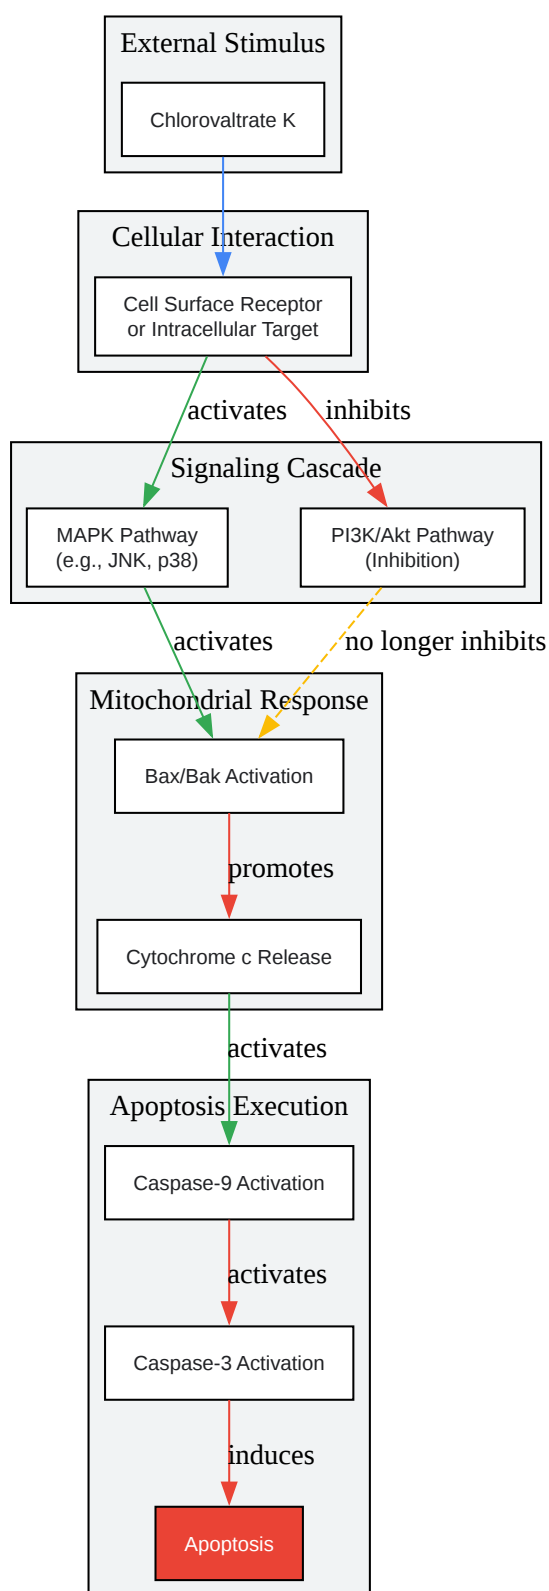 External Stimulus
Chlorovaltrate K
Cellular Interaction
Cell Surface Receptor
or Intracellular Target
activates
inhibits
Signaling Cascade
MAPK Pathway
(e.g., JNK, p38)
PI3K/Akt Pathway
(Inhibition)
activates
no longer inhibits
Mitochondrial Response
Bax/Bak Activation
promotes
Cytochrome c Release
activates
Apoptosis Execution
Caspase-9 Activation
activates
Caspase-3 Activation
induces
Apoptosis